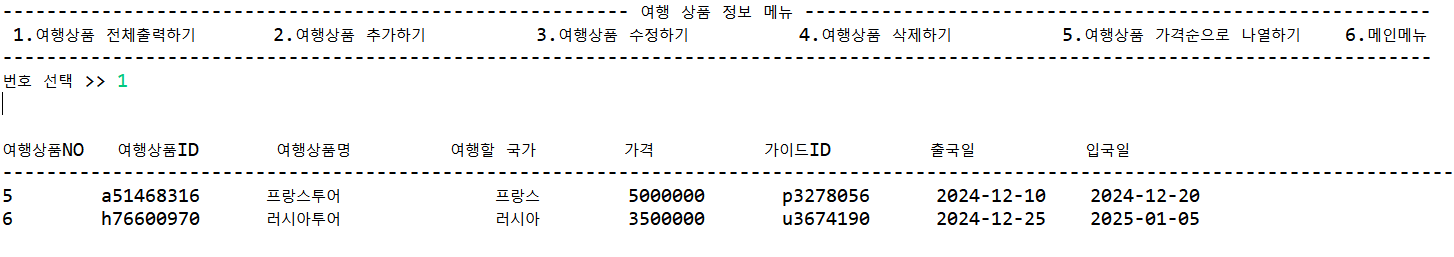 --------------------------------------------------------- 여행 상품 정보 메뉴 ---------------------------------------------------------
1.여행상품 전체출력하기 2.여행상품 추가하기 3.여행상품 수정하기 4.여행상품 삭제하기 5.여행상품 가격순으로 나열하기 6.메인메뉴
----------------------------------------------------------------------------------------------------------------------------------
번호 선택 >> 1
여행상품NO 여행상품ID 여행상품명 여행할 국가 가격 가이드ID 출국일 입국일
------------------------------------------------------------------------------------------------------------------------------------
5 a51468316 프랑스투어 프랑스 5000000 p3278056 2024-12-10 2024-12-20
6 h76600970 러시아투어 러시아 3500000 u3674190 2024-12-25 2025-01-05